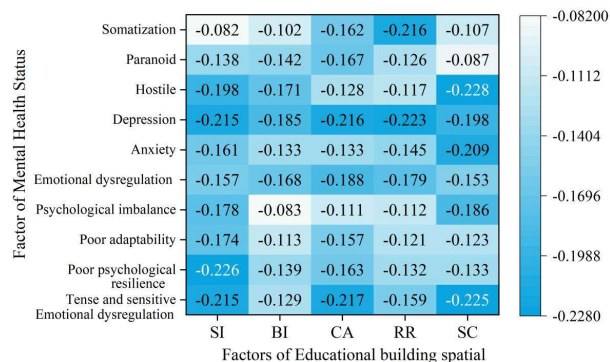 Factor of Mental Health Status
Somatization -0.082 -0.102 -0.162 -0.216 -0.107
Paranoid -0.138 -0.142 -0.167 -0.126 -0.087
Hostile -0.198 -0.171 -0.128 -0.117 -0.228
Depression -0.215 -0.185 -0.216 -0.223 -0.198
Anxiety -0.161 -0.133 -0.133 -0.145 -0.209
Emotional dysregulation -0.157 -0.168 -0.188 -0.179 -0.153
Psychological imbalance -0.178 -0.083 -0.111 -0.112 -0.186
Poor adaptability -0.174 -0.113 -0.157 -0.121 -0.123
Poor psychological
resilience -0.226 -0.139 -0.163 -0.132 -0.133
Tense and sensitive
Emotional dysregulation -0.215 -0.129 -0.217 -0.159 -0.225
SI BI CA RR SC
Factors of Educational building spatial
-0.08200
-0.1112
-0.1404
-0.1696
-0.1988
-0.2280